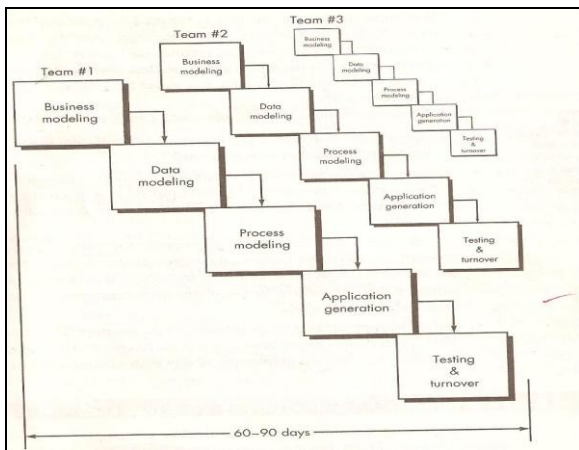 Team #1
Business
modeling
Data
modeling
Process
modeling
Application
generation
Testing
&
turnover
Team #2
Business
modeling
Data
modeling
Process
modeling
Application
generation
Testing
&
turnover
Team #3
Business
modeling
Data
modeling
Process
modeling
Application
generation
Testing
&
turnover
60–90 days